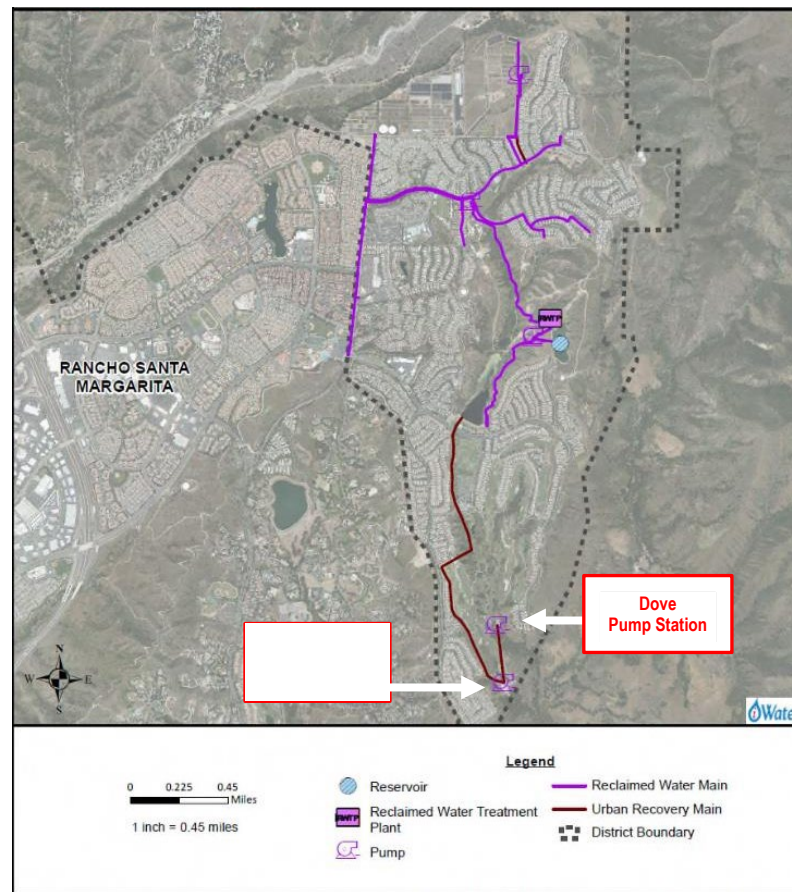 RWTP
RANCHO SANTA
MARGARITA
Dove
Pump Station
N
W E
S
Water
Legend
0 0.225 0.45
Miles
1 inch = 0.45 miles
Reservoir
RWTP
Reclaimed Water Treatment
Plant
Pump
Reclaimed Water Main
Urban Recovery Main
District Boundary